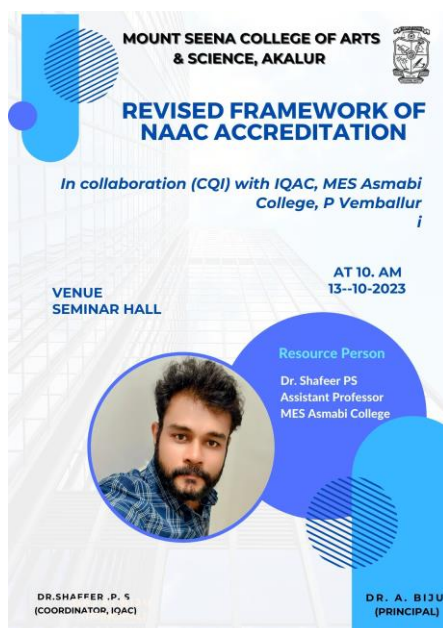 MOUNT SEENA COLLEGE OF ARTS
& SCIENCE, AKALUR
REVISED FRAMEWORK OF
NAAC ACCREDITATION
In collaboration (CQI) with IQAC, MES Asmabi
College, P Vemballur
i
AT 10. AM
13--10-2023
VENUE
SEMINAR HALL
Resource Person
Dr. Shafeer PS
Assistant Professor
MES Asmabi College
DR.SHAFEER .P. S
(COORDINATOR, IQAC)
DR. A. BIJU
(PRINCIPAL)